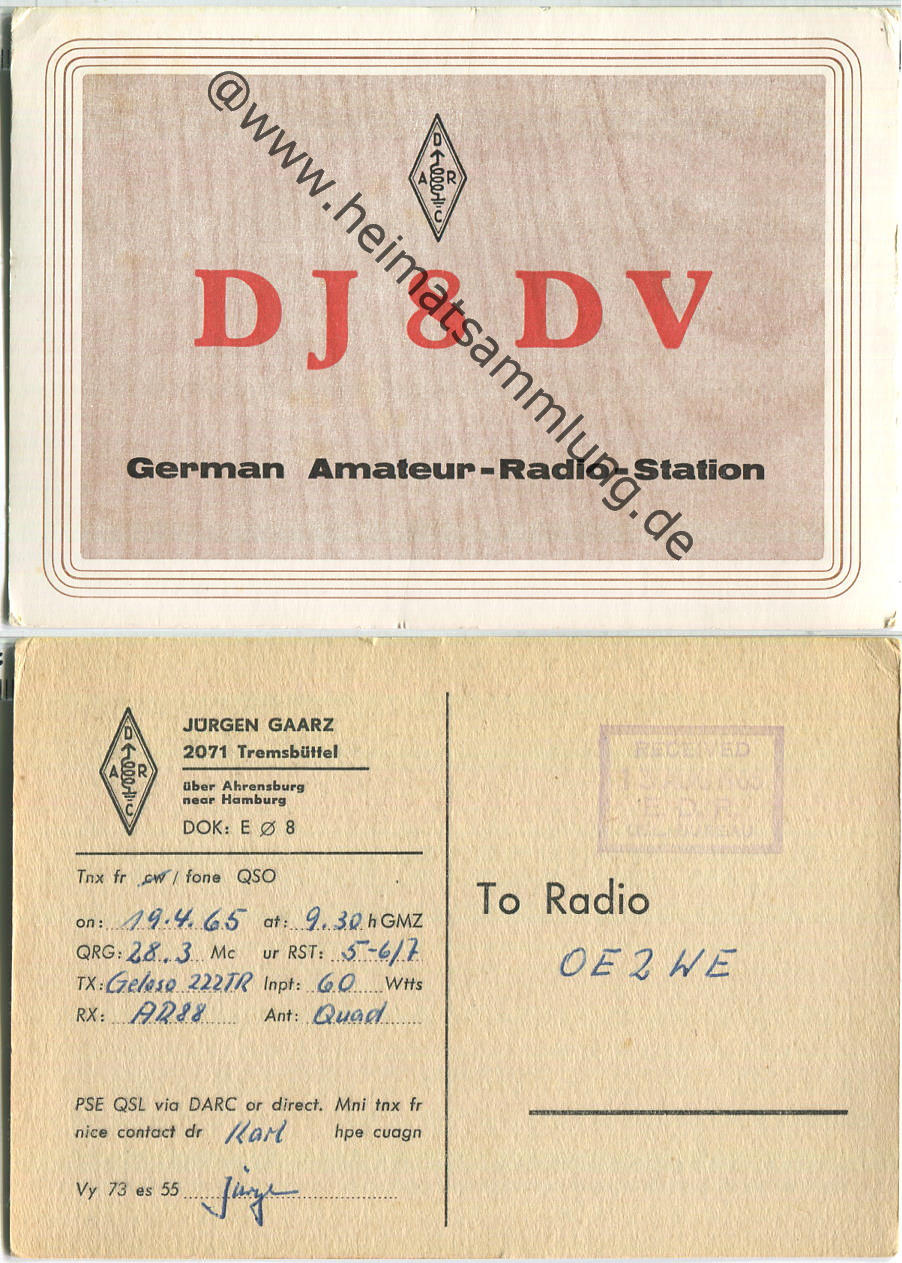 @www.heimatsammlung.de
D
A R
C
DJ8DV
German Amateur-Radio-Station
D
A R
C
JÜRGEN GAARZ
2071 Tremsbüttel
über Ahrensburg
near Hamburg
DOK: E Ø 8
RECEIVED
Tnx fr cw / fone QSO
on: 19.4.65 at: 9.30 h GMZ
QRG: 28.3 Mc ur RST: 5-6/7
TX: Geloso 222TR Inpt: 60 Wtts
RX: AR88 Ant: Quad
To Radio
OE2WE
PSE QSL via DARC or direct. Mni tnx fr
nice contact dr Karl hpe cuagn
Vy 73 es 55 Jürgen